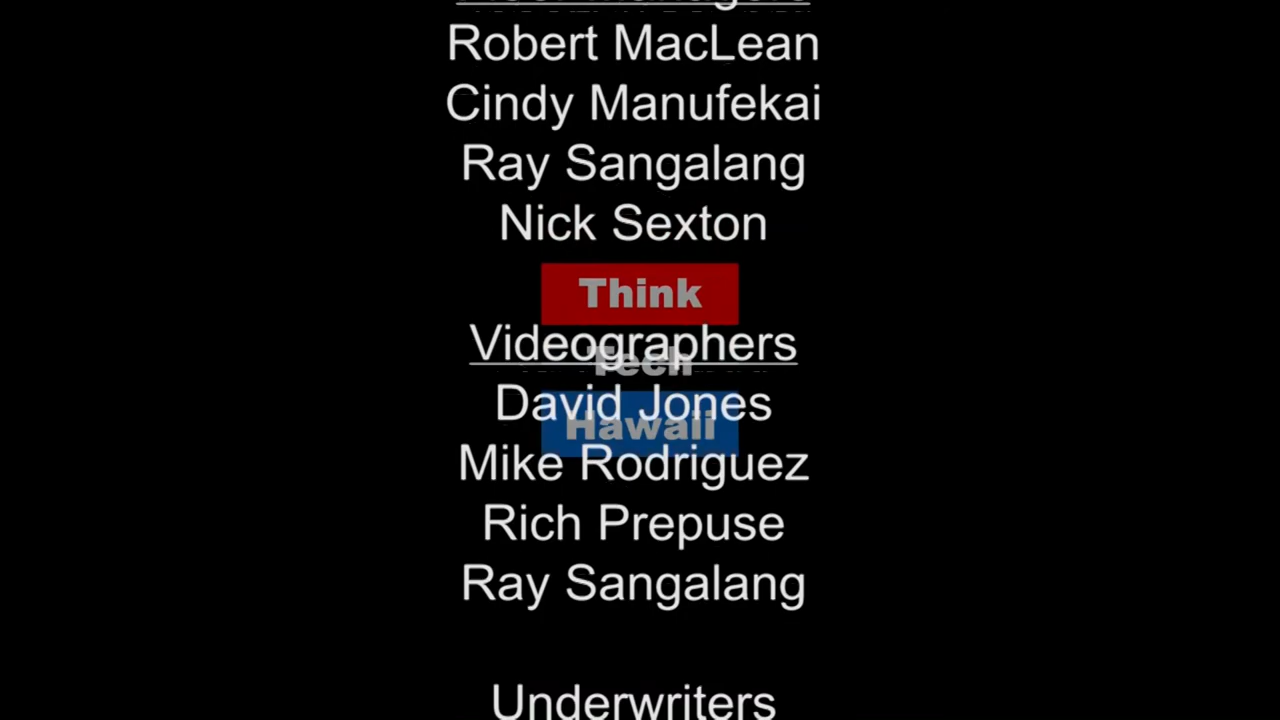 Robert MacLean
Cindy Manufekai
Ray Sangalang
Nick Sexton
Think
Videographers
Tech
David Jones
Hawaii
Mike Rodriguez
Rich Prepuse
Ray Sangalang
Underwriters